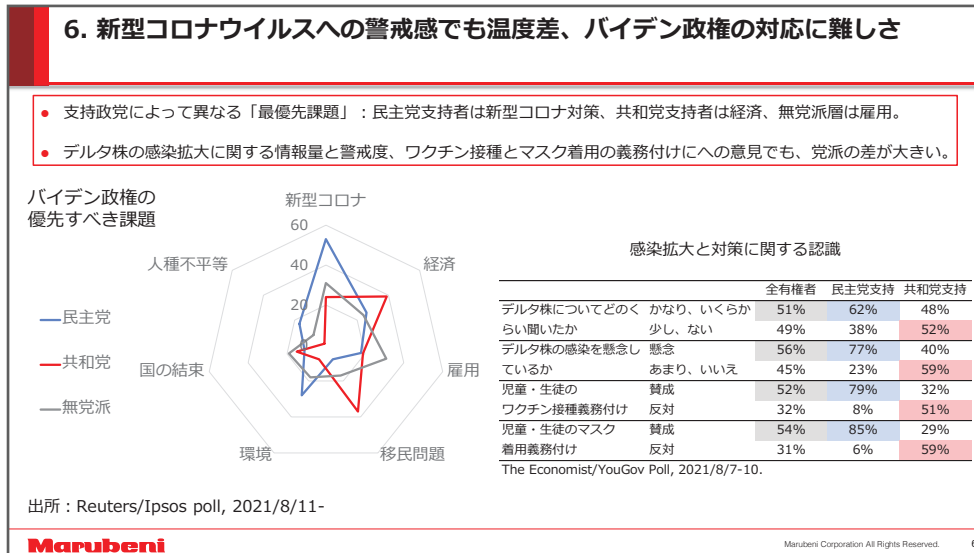 6. 新型コロナウイルスへの警戒感でも温度差、バイデン政権の対応に難しさ
● 支持政党によって異なる「最優先課題」：民主党支持者は新型コロナ対策、共和党支持者は経済、無党派層は雇用。
● デルタ株の感染拡大に関する情報量と警戒度、ワクチン接種とマスク着用の義務付けにへの意見でも、党派の差が大きい。
バイデン政権の
優先すべき課題
新型コロナ
60
40
20
経済
雇用
移民問題
環境
国の結束
人種不平等
民主党
共和党
無党派
感染拡大と対策に関する認識
全有権者 民主党支持 共和党支持
デルタ株についてどのく かなり、いくらか 51% 62% 48%
らい聞いたか 少し、ない 49% 38% 52%
デルタ株の感染を懸念し 懸念 56% 77% 40%
ているか あまり、いいえ 45% 23% 59%
児童・生徒の 賛成 52% 79% 32%
ワクチン接種義務付け 反対 32% 8% 51%
児童・生徒のマスク 賛成 54% 85% 29%
着用義務付け 反対 31% 6% 59%
The Economist/YouGov Poll, 2021/8/7-10.
出所：Reuters/Ipsos poll, 2021/8/11-
Marubeni
Marubeni Corporation All Rights Reserved. 6